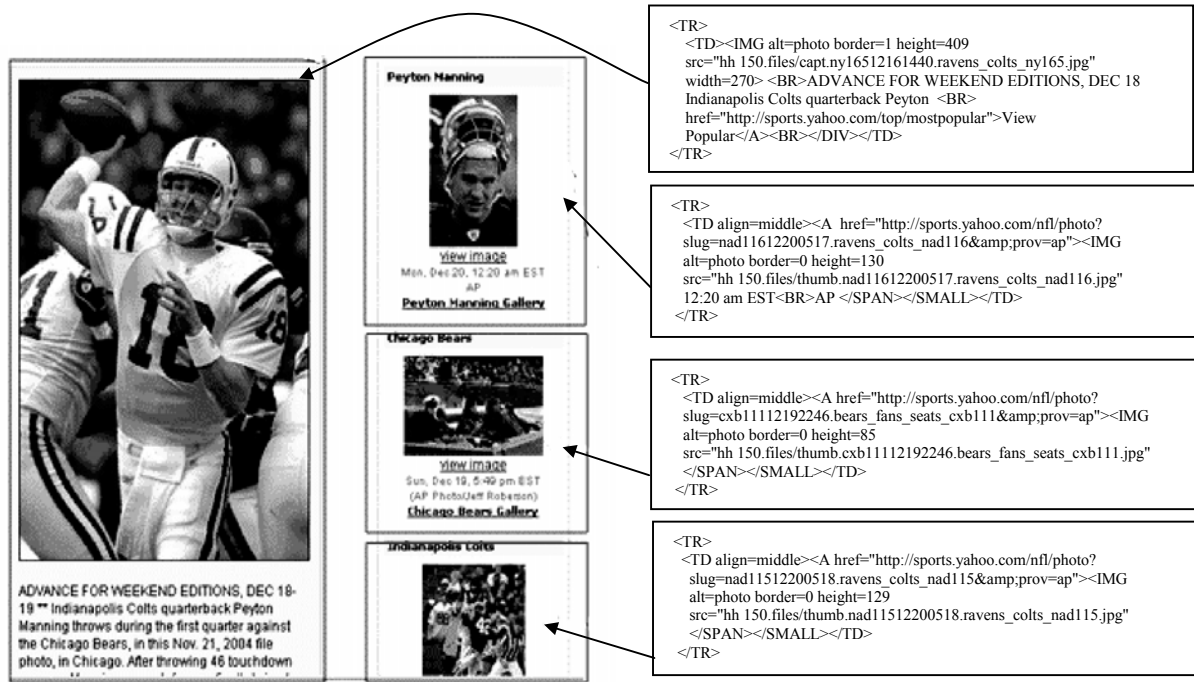 ADVANCE FOR WEEKEND EDITIONS, DEC 18-
19 ** Indianapolis Colts quarterback Peyton
Manning throws during the first quarter against
the Chicago Bears, in this Nov. 21, 2004 file
photo, in Chicago. After throwing 46 touchdown
Peyton Manning
view image
Mon, Dec 20, 12:20 am EST
AP
Peyton Manning Gallery
Chicago Bears
view image
Sun, Dec 19, 5:49 pm EST
(AP Photo/Jeff Roberson)
Chicago Bears Gallery
Indianapolis Colts
<TR>
<TD><IMG alt=photo border=1 height=409
src="hh 150.files/capt.ny16512161440.ravens_colts_ny165.jpg"
width=270> <BR>ADVANCE FOR WEEKEND EDITIONS, DEC 18
Indianapolis Colts quarterback Peyton <BR>
href="http://sports.yahoo.com/top/mostpopular">View
Popular</A><BR></DIV></TD>
</TR>
<TR>
<TD align=middle><A href="http://sports.yahoo.com/nfl/photo?
slug=nad11612200517.ravens_colts_nad116&amp;prov=ap"><IMG
alt=photo border=0 height=130
src="hh 150.files/thumb.nad11612200517.ravens_colts_nad116.jpg"
12:20 am EST<BR>AP </SPAN></SMALL></TD>
</TR>
<TR>
<TD align=middle><A href="http://sports.yahoo.com/nfl/photo?
slug=cxb11112192246.bears_fans_seats_cxb111&amp;prov=ap"><IMG
alt=photo border=0 height=85
src="hh 150.files/thumb.cxb11112192246.bears_fans_seats_cxb111.jpg"
</SPAN></SMALL></TD>
</TR>
<TR>
<TD align=middle><A href="http://sports.yahoo.com/nfl/photo?
slug=nad11512200518.ravens_colts_nad115&amp;prov=ap"><IMG
alt=photo border=0 height=129
src="hh 150.files/thumb.nad11512200518.ravens_colts_nad115.jpg"
</SPAN></SMALL></TD>
</TR>